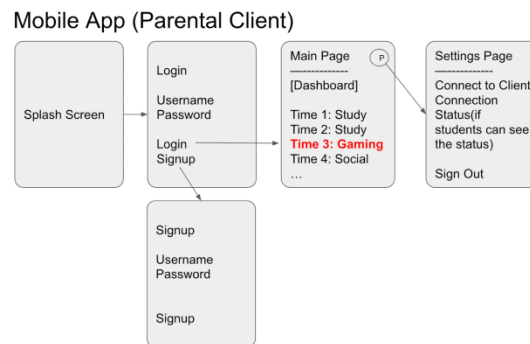 Mobile App (Parental Client)
Splash Screen
Login
Username
Password
Login
Signup
Main Page
P
-------------
[Dashboard]
Time 1: Study
Time 2: Study
Time 3: Gaming
Time 4: Social
...
Settings Page
-------------
Connect to Client
Connection
Status(if
students can see
the status)
Sign Out
Signup
Username
Password
Signup